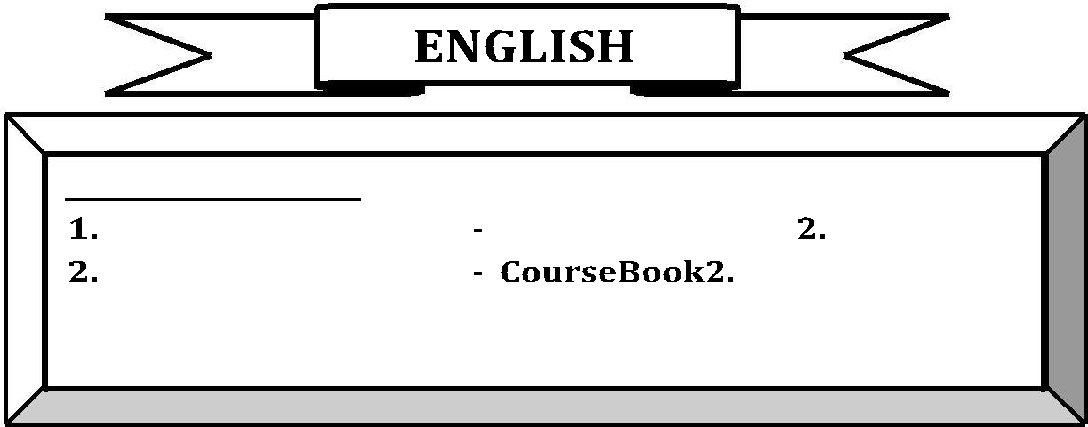 ENGLISH
1. - 2.
2. - CourseBook2.